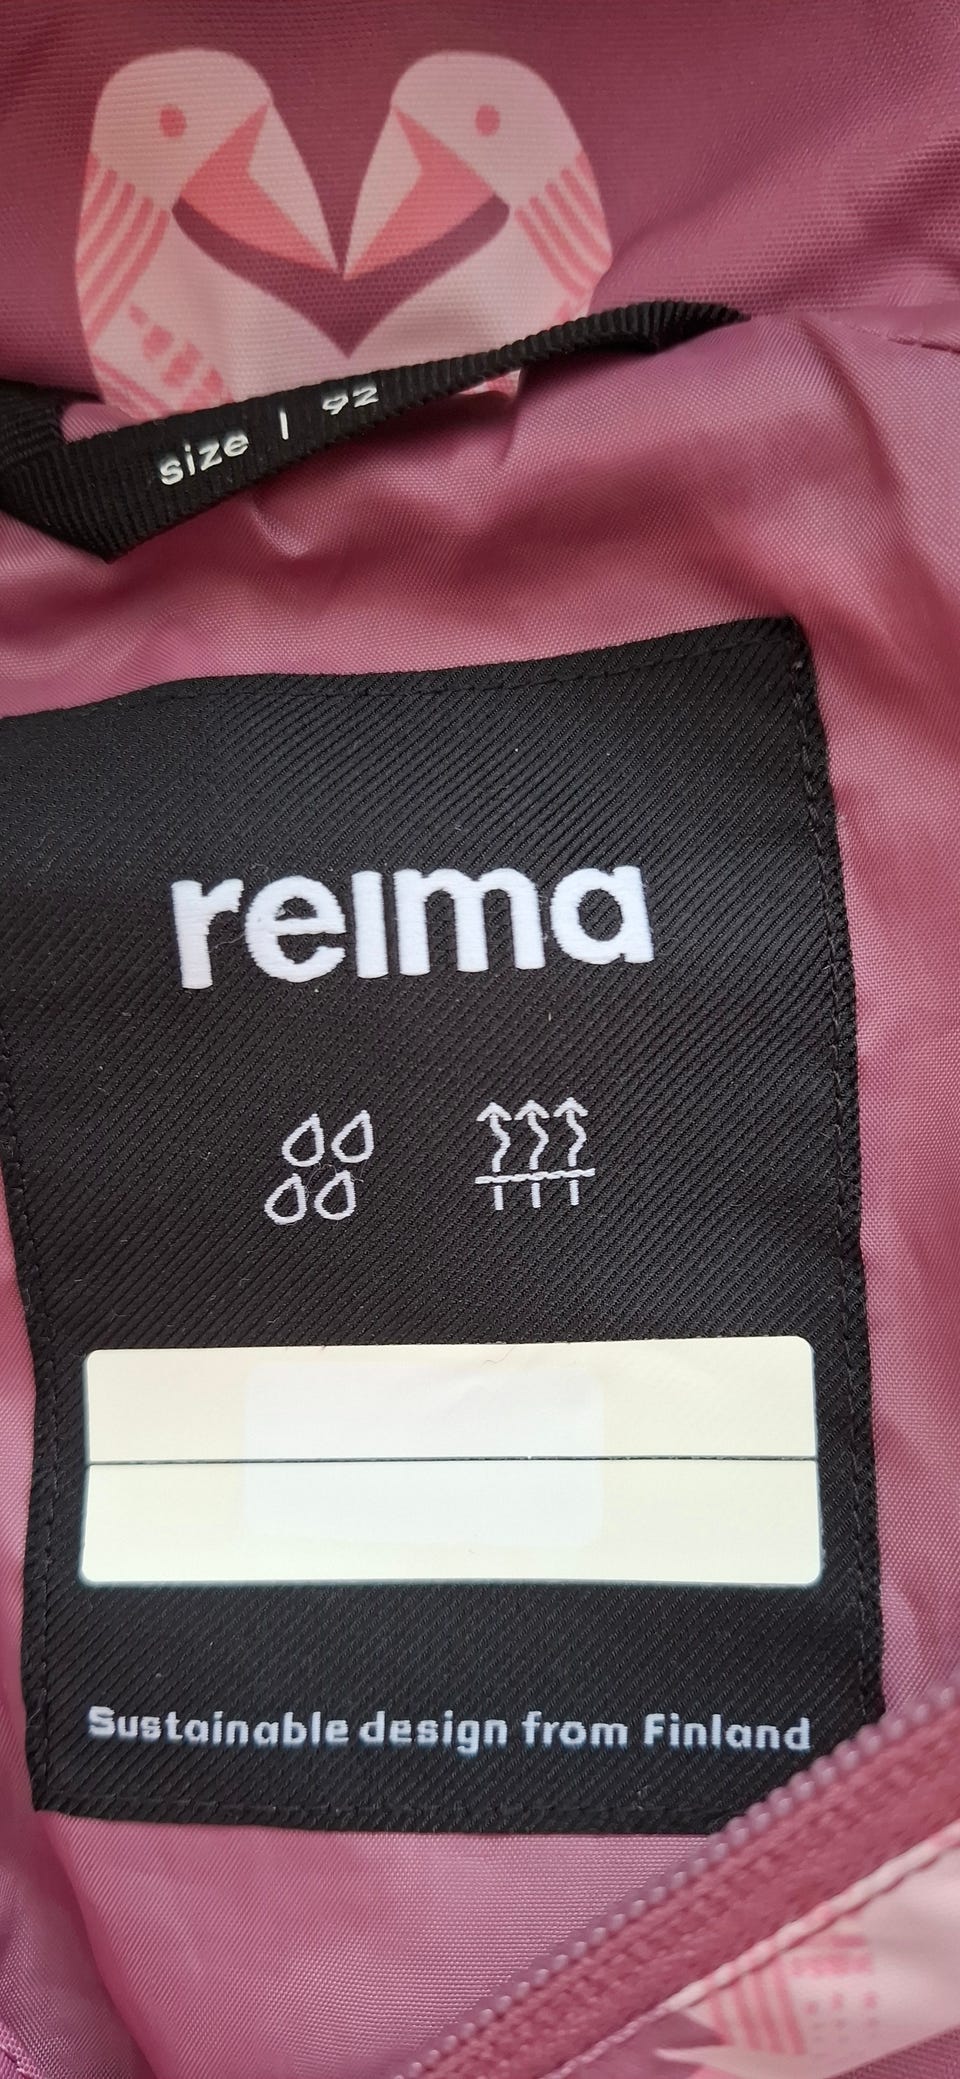 size | 92
reima
Sustainable design from Finland